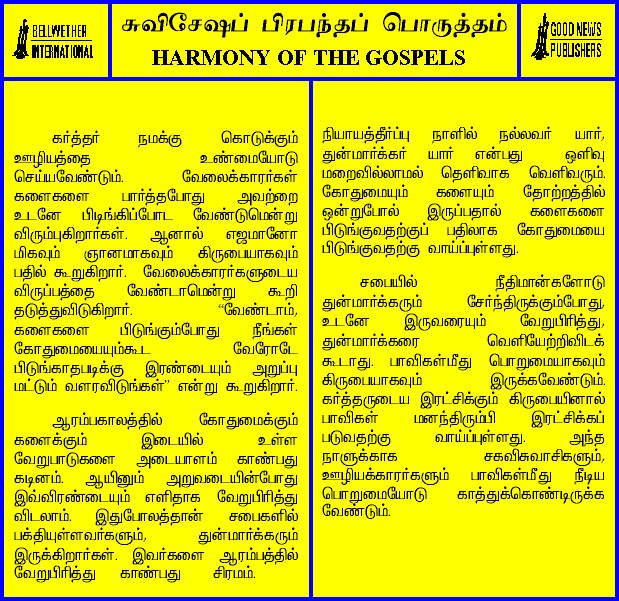 BELLWETHER
INTERNATIONAL
சுவிசேஷப் பிரபந்தப் பொருத்தம்
HARMONY OF THE GOSPELS
GOOD NEWS
PUBLISHERS
கர்த்தர் நமக்கு கொடுக்கும்
ஊழியத்தை உண்மையோடு
செய்யவேண்டும். வேலைக்காரர்கள்
களைகளை பார்த்தபோது அவற்றை
உடனே பிடிங்கிப்போட வேண்டுமென்று
விரும்புகிறார்கள். ஆனால் எஜமானோ
மிகவும் ஞானமாகவும் கிருபையாகவும்
பதில் கூறுகிறார். வேலைக்காரர்களுடைய
விருப்பத்தை வேண்டாமென்று கூறி
தடுத்துவிடுகிறார். “வேண்டாம்,
களைகளை பிடுங்கும்போது நீங்கள்
கோதுமையையுங்கூட வேரோடே
பிடுங்காதபடிக்கு இரண்டையும் அறுப்பு
மட்டும் வளரவிடுங்கள்” என்று கூறுகிறார்.
ஆரம்பகாலத்தில் கோதுமைக்கும்
களைக்கும் இடையில் உள்ள
வேறுபாடுகளை அடையாளம் காண்பது
கடினம். ஆயினும் அறுவடையின்போது
இவ்விரண்டையும் எளிதாக வேறுபிரித்து
விடலாம். இதுபோலத்தான் சபைகளில்
பக்தியுள்ளவர்களும், துன்மார்க்கரும்
இருக்கிறார்கள். இவர்களை ஆரம்பத்தில்
வேறுபிரித்து காண்பது சிரமம்.
நியாயத்தீர்ப்பு நாளில் நல்லவர் யார்,
துன்மார்க்கர் யார் என்பது ஒளிவு
மறைவில்லாமல் தெளிவாக வெளிவரும்.
கோதுமையும் களையும் தோற்றத்தில்
ஒன்றுபோல் இருப்பதால் களைகளை
பிடுங்குவதற்குப் பதிலாக கோதுமையை
பிடுங்குவதற்கு வாய்ப்புள்ளது.
சபையில் நீதிமான்களோடு
துன்மார்க்கரும் சேர்ந்திருக்கும்போது,
உடனே இருவரையும் வேறுபிரித்து,
துன்மார்க்கரை வெளியேற்றிவிடக்
கூடாது. பாவிகள்மீது பொறுமையாகவும்
கிருபையாகவும் இருக்கவேண்டும்.
கர்த்தருடைய இரட்சிக்கும் கிருபையினால்
பாவிகள் மனந்திரும்பி இரட்சிக்கப்
படுவதற்கு வாய்ப்புள்ளது. அந்த
நாளுக்காக சகவிசுவாசிகளும்,
ஊழியக்காரர்களும் பாவிகள்மீது நீடிய
பொறுமையோடு காத்துக்கொண்டிருக்க
வேண்டும்.